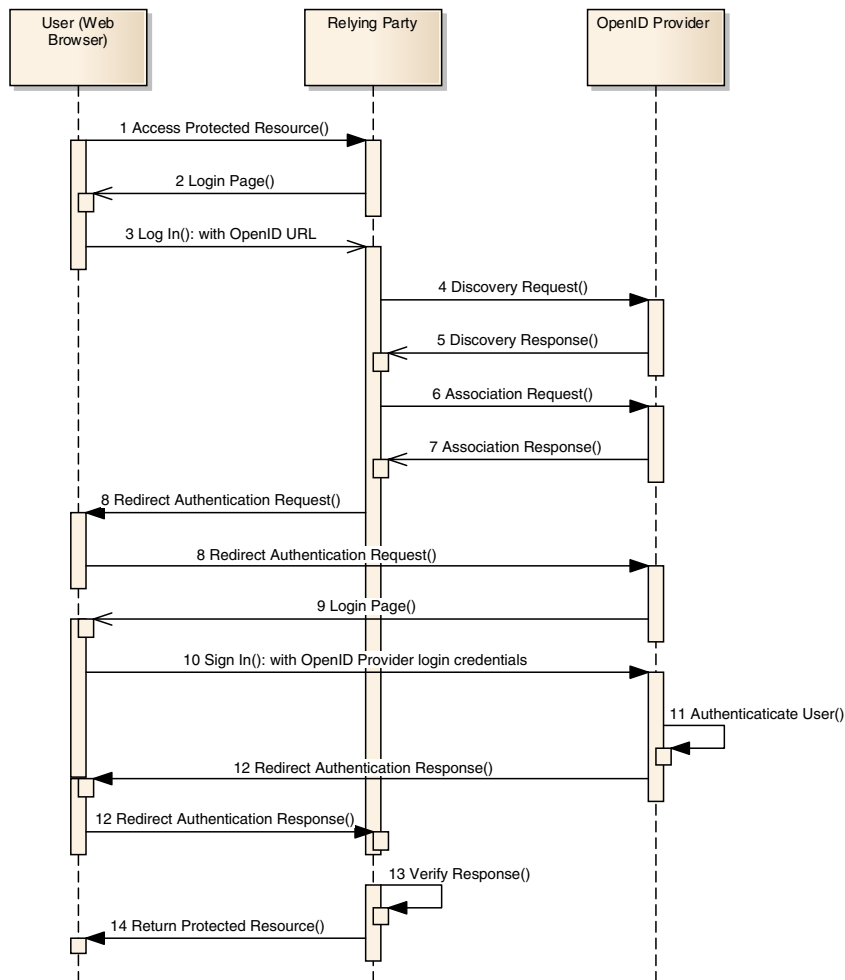 User (Web
Browser)
Relying Party
OpenID Provider
1 Access Protected Resource()
2 Login Page()
3 Log In(): with OpenID URL
4 Discovery Request()
5 Discovery Response()
6 Association Request()
7 Association Response()
8 Redirect Authentication Request()
8 Redirect Authentication Request()
9 Login Page()
10 Sign In(): with OpenID Provider login credentials
11 Authenticaticate User()
12 Redirect Authentication Response()
12 Redirect Authentication Response()
13 Verify Response()
14 Return Protected Resource()